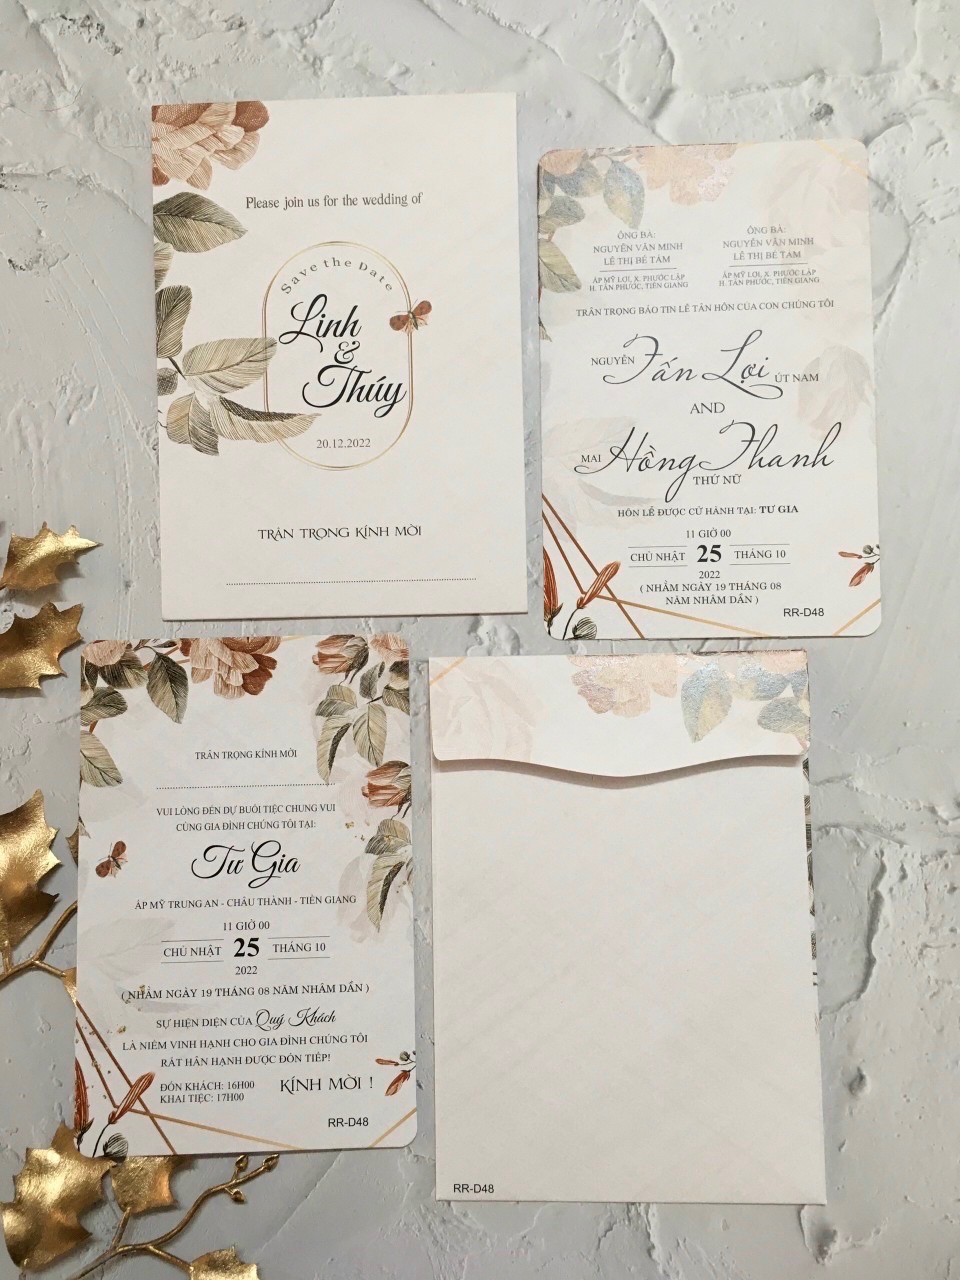 Please join us for the wedding of
Save the Date
Linh
&
Thúy
20.12.2022
TRÂN TRỌNG KÍNH MỜI
ÔNG BÀ:
NGUYỄN VĂN MINH
LÊ THỊ BÉ TÁM
ẤP MỸ LỢI, X. PHƯỚC LẬP
H. TÂN PHƯỚC, TIỀN GIANG
ÔNG BÀ:
NGUYỄN VĂN MINH
LÊ THỊ BÉ TÁM
ẤP MỸ LỢI, X. PHƯỚC LẬP
H. TÂN PHƯỚC, TIỀN GIANG
TRÂN TRỌNG BÁO TIN LỄ TÂN HÔN CỦA CON CHÚNG TÔI
NGUYỄN Tấn Lợi ÚT NAM
AND
MAI Hồng Thanh
THỨ NỮ
HÔN LỄ ĐƯỢC CỬ HÀNH TẠI: TƯ GIA
11 GIỜ 00
CHỦ NHẬT 25 THÁNG 10
2022
( NHẰM NGÀY 19 THÁNG 08
NĂM NHÂM DẦN )
RR-D48
TRÂN TRỌNG KÍNH MỜI
VUI LÒNG ĐẾN DỰ BUỔI TIỆC CHUNG VUI
CÙNG GIA ĐÌNH CHÚNG TÔI TẠI:
Tư Gia
ẤP MỸ TRUNG AN - CHÂU THÀNH - TIỀN GIANG
11 GIỜ 00
CHỦ NHẬT 25 THÁNG 10
2022
( NHẰM NGÀY 19 THÁNG 08 NĂM NHÂM DẦN )
SỰ HIỆN DIỆN CỦA Quý Khách
LÀ NIỀM VINH HẠNH CHO GIA ĐÌNH CHÚNG TÔI
RẤT HÂN HẠNH ĐƯỢC ĐÓN TIẾP!
ĐÓN KHÁCH: 16H00
KHAI TIỆC: 17H00
KÍNH MỜI !
RR-D48
RR-D48